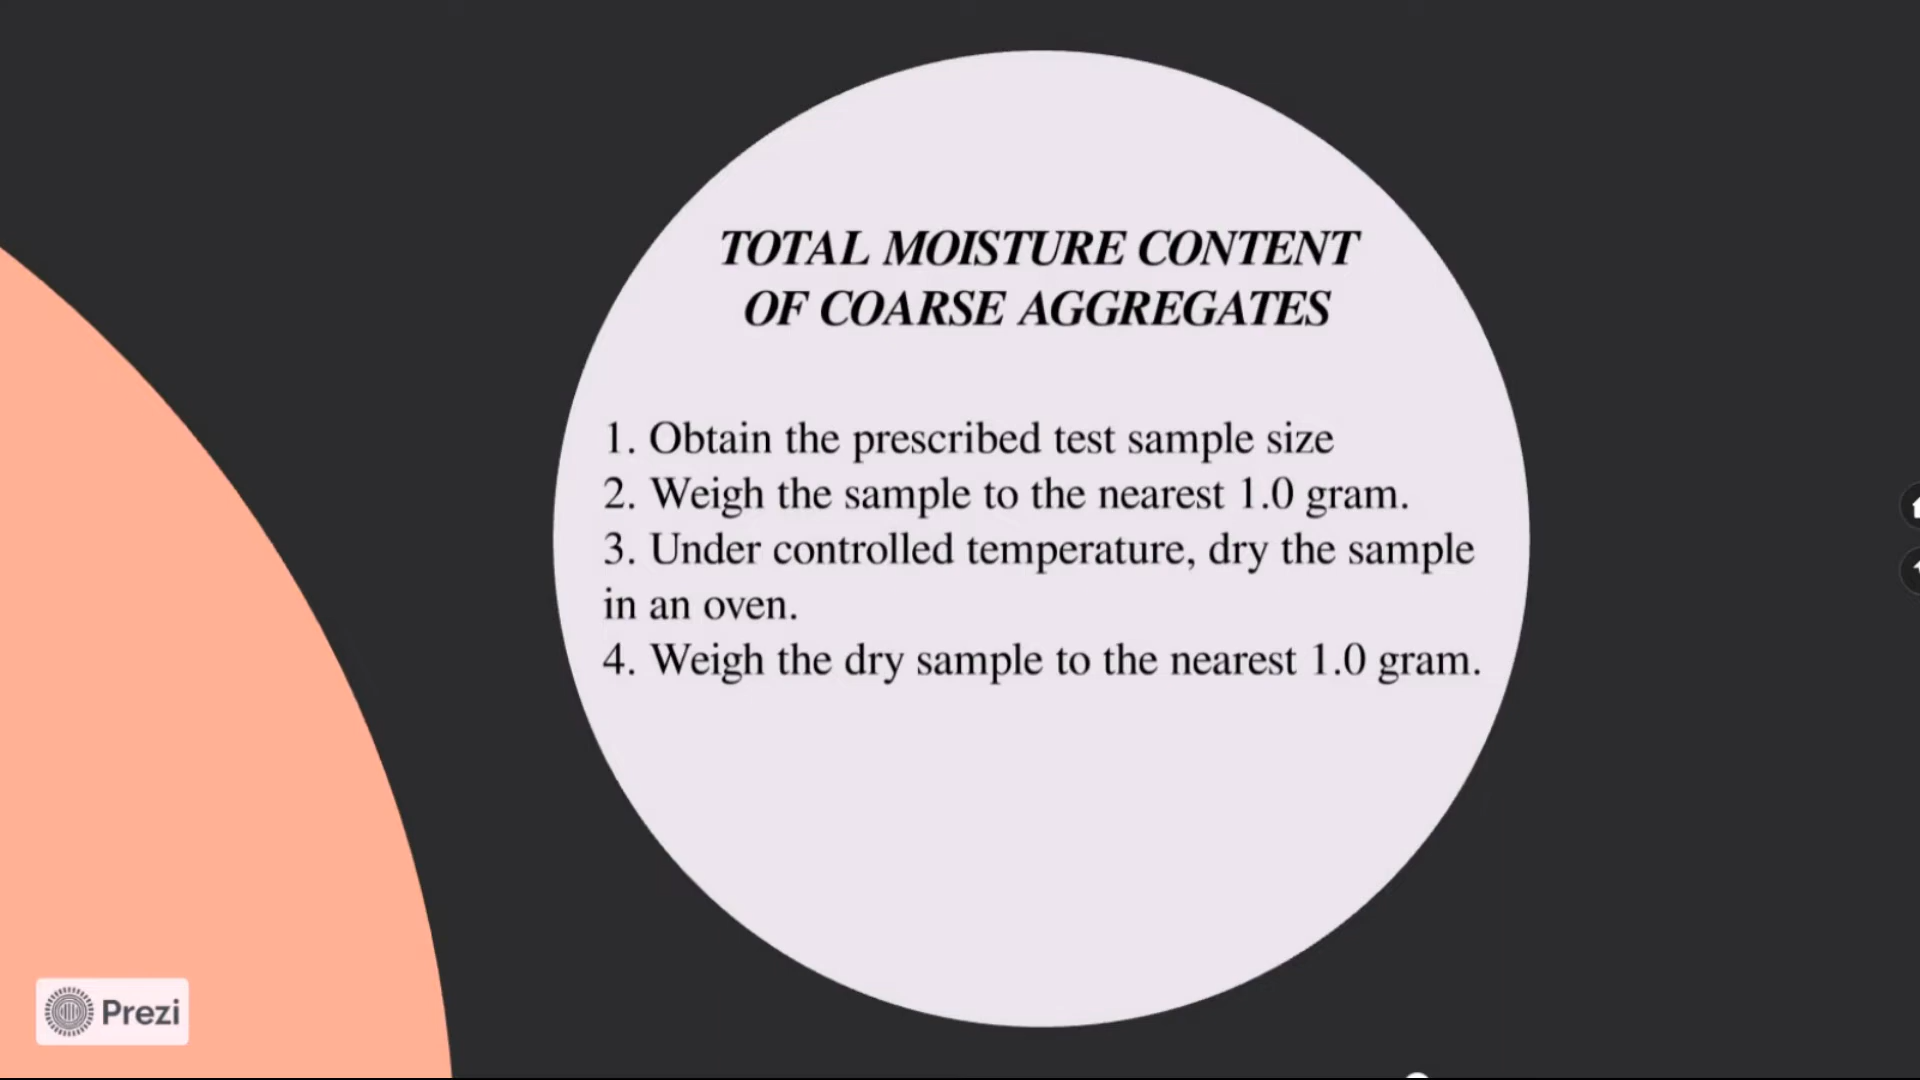 TOTAL MOISTURE CONTENT
OF COARSE AGGREGATES
1. Obtain the prescribed test sample size
2. Weigh the sample to the nearest 1.0 gram.
3. Under controlled temperature, dry the sample
in an oven.
4. Weigh the dry sample to the nearest 1.0 gram.
Prezi